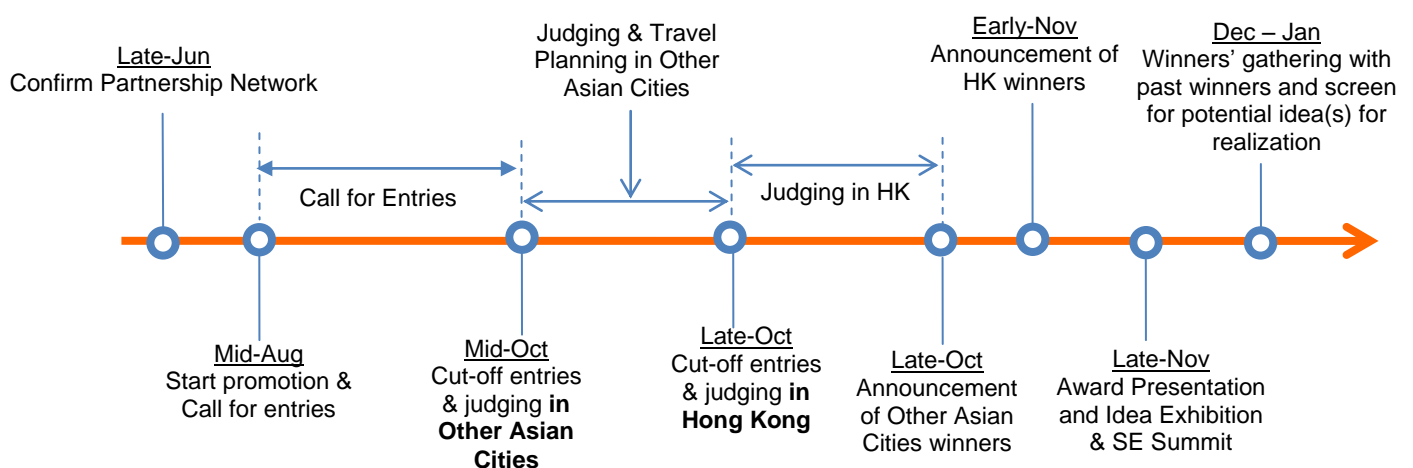 Late-Jun
Confirm Partnership Network
Judging & Travel
Planning in Other
Asian Cities
Early-Nov
Announcement of
HK winners
Dec – Jan
Winners’ gathering with
past winners and screen
for potential idea(s) for
realization
Call for Entries
Judging in HK
Mid-Aug
Start promotion &
Call for entries
Mid-Oct
Cut-off entries
& judging in
Other Asian
Cities
Late-Oct
Cut-off entries
& judging in
Hong Kong
Late-Oct
Announcement
of Other Asian
Cities winners
Late-Nov
Award Presentation
and Idea Exhibition
& SE Summit